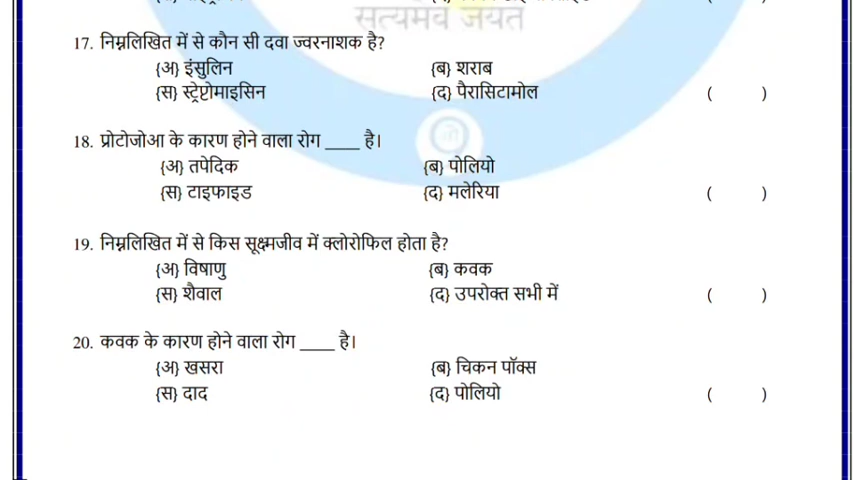 सत्यमेव जयते
17. निम्नलिखित में से कौन सी दवा ज्वरनाशक है?
{अ} इंसुलिन {ब} शराब
{स} स्ट्रेप्टोमाइसिन {द} पैरासिटामोल ( )
18. प्रोटोजोआ के कारण होने वाला रोग ____ है।
{अ} तपेदिक {ब} पोलियो
{स} टाइफाइड {द} मलेरिया ( )
19. निम्नलिखित में से किस सूक्ष्मजीव में क्लोरोफिल होता है?
{अ} विषाणु {ब} कवक
{स} शैवाल {द} उपरोक्त सभी में ( )
20. कवक के कारण होने वाला रोग ____ है।
{अ} खसरा {ब} चिकन पॉक्स
{स} दाद {द} पोलियो ( )